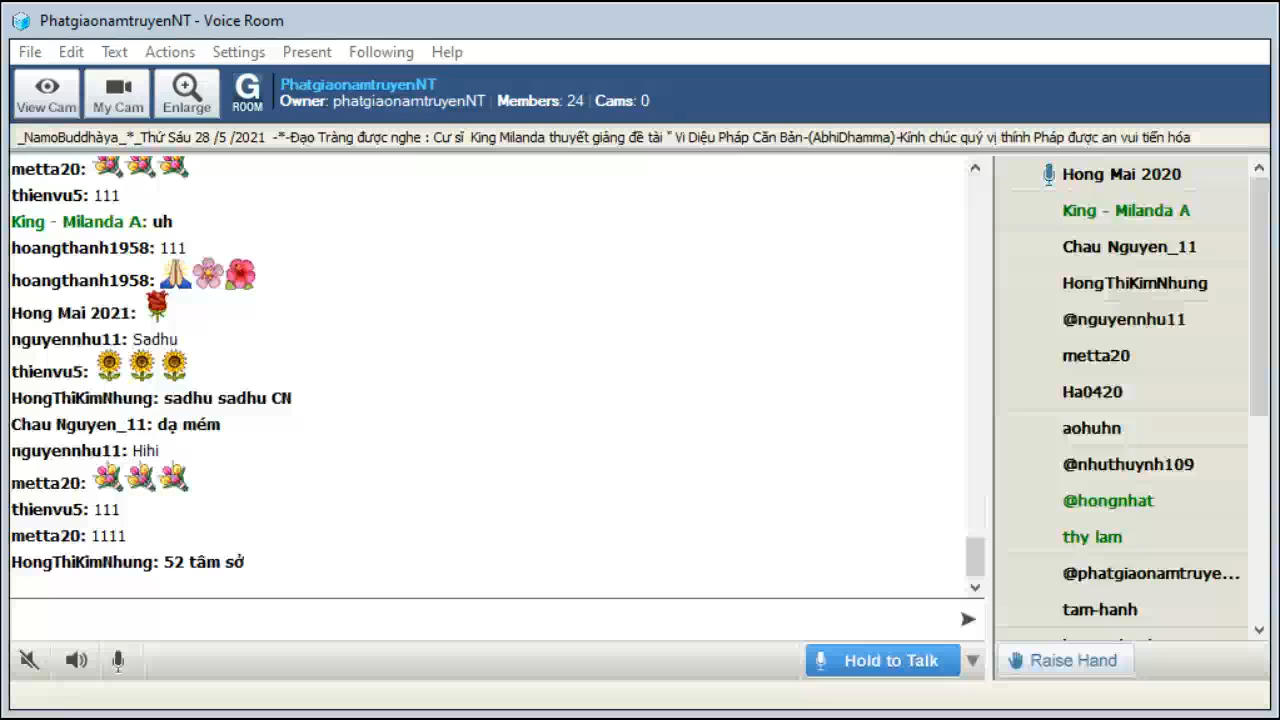 PhatgiaonamtruyenNT - Voice Room
File Edit Text Actions Settings Present Following Help
View Cam My Cam Enlarge G ROOM
PhatgiaonamtruyenNT
Owner: phatgiaonamtruyenNT | Members: 24 | Cams: 0
_NamoBuddhàya_*_Thứ Sáu 28 /5 /2021 -*-Đạo Tràng được nghe : Cư sĩ King Milanda thuyết giảng đề tài " Vi Diệu Pháp Căn Bản-(AbhiDhamma)-Kính chúc quý vị thính Pháp được an vui tiến hóa
metta20:
thienvu5: 111
King - Milanda A: uh
hoangthanh1958: 111
hoangthanh1958:
Hong Mai 2021:
nguyennhu11: Sadhu
thienvu5:
HongThiKimNhung: sadhu sadhu CN
Chau Nguyen_11: dạ mém
nguyennhu11: Hihi
metta20:
thienvu5: 111
metta20: 1111
HongThiKimNhung: 52 tâm sở
Hong Mai 2020
King - Milanda A
Chau Nguyen_11
HongThiKimNhung
@nguyennhu11
metta20
Ha0420
aohuhn
@nhuthuynh109
@hongnhat
thy lam
@phatgiaonamtruye...
tam-hanh
Hold to Talk
Raise Hand